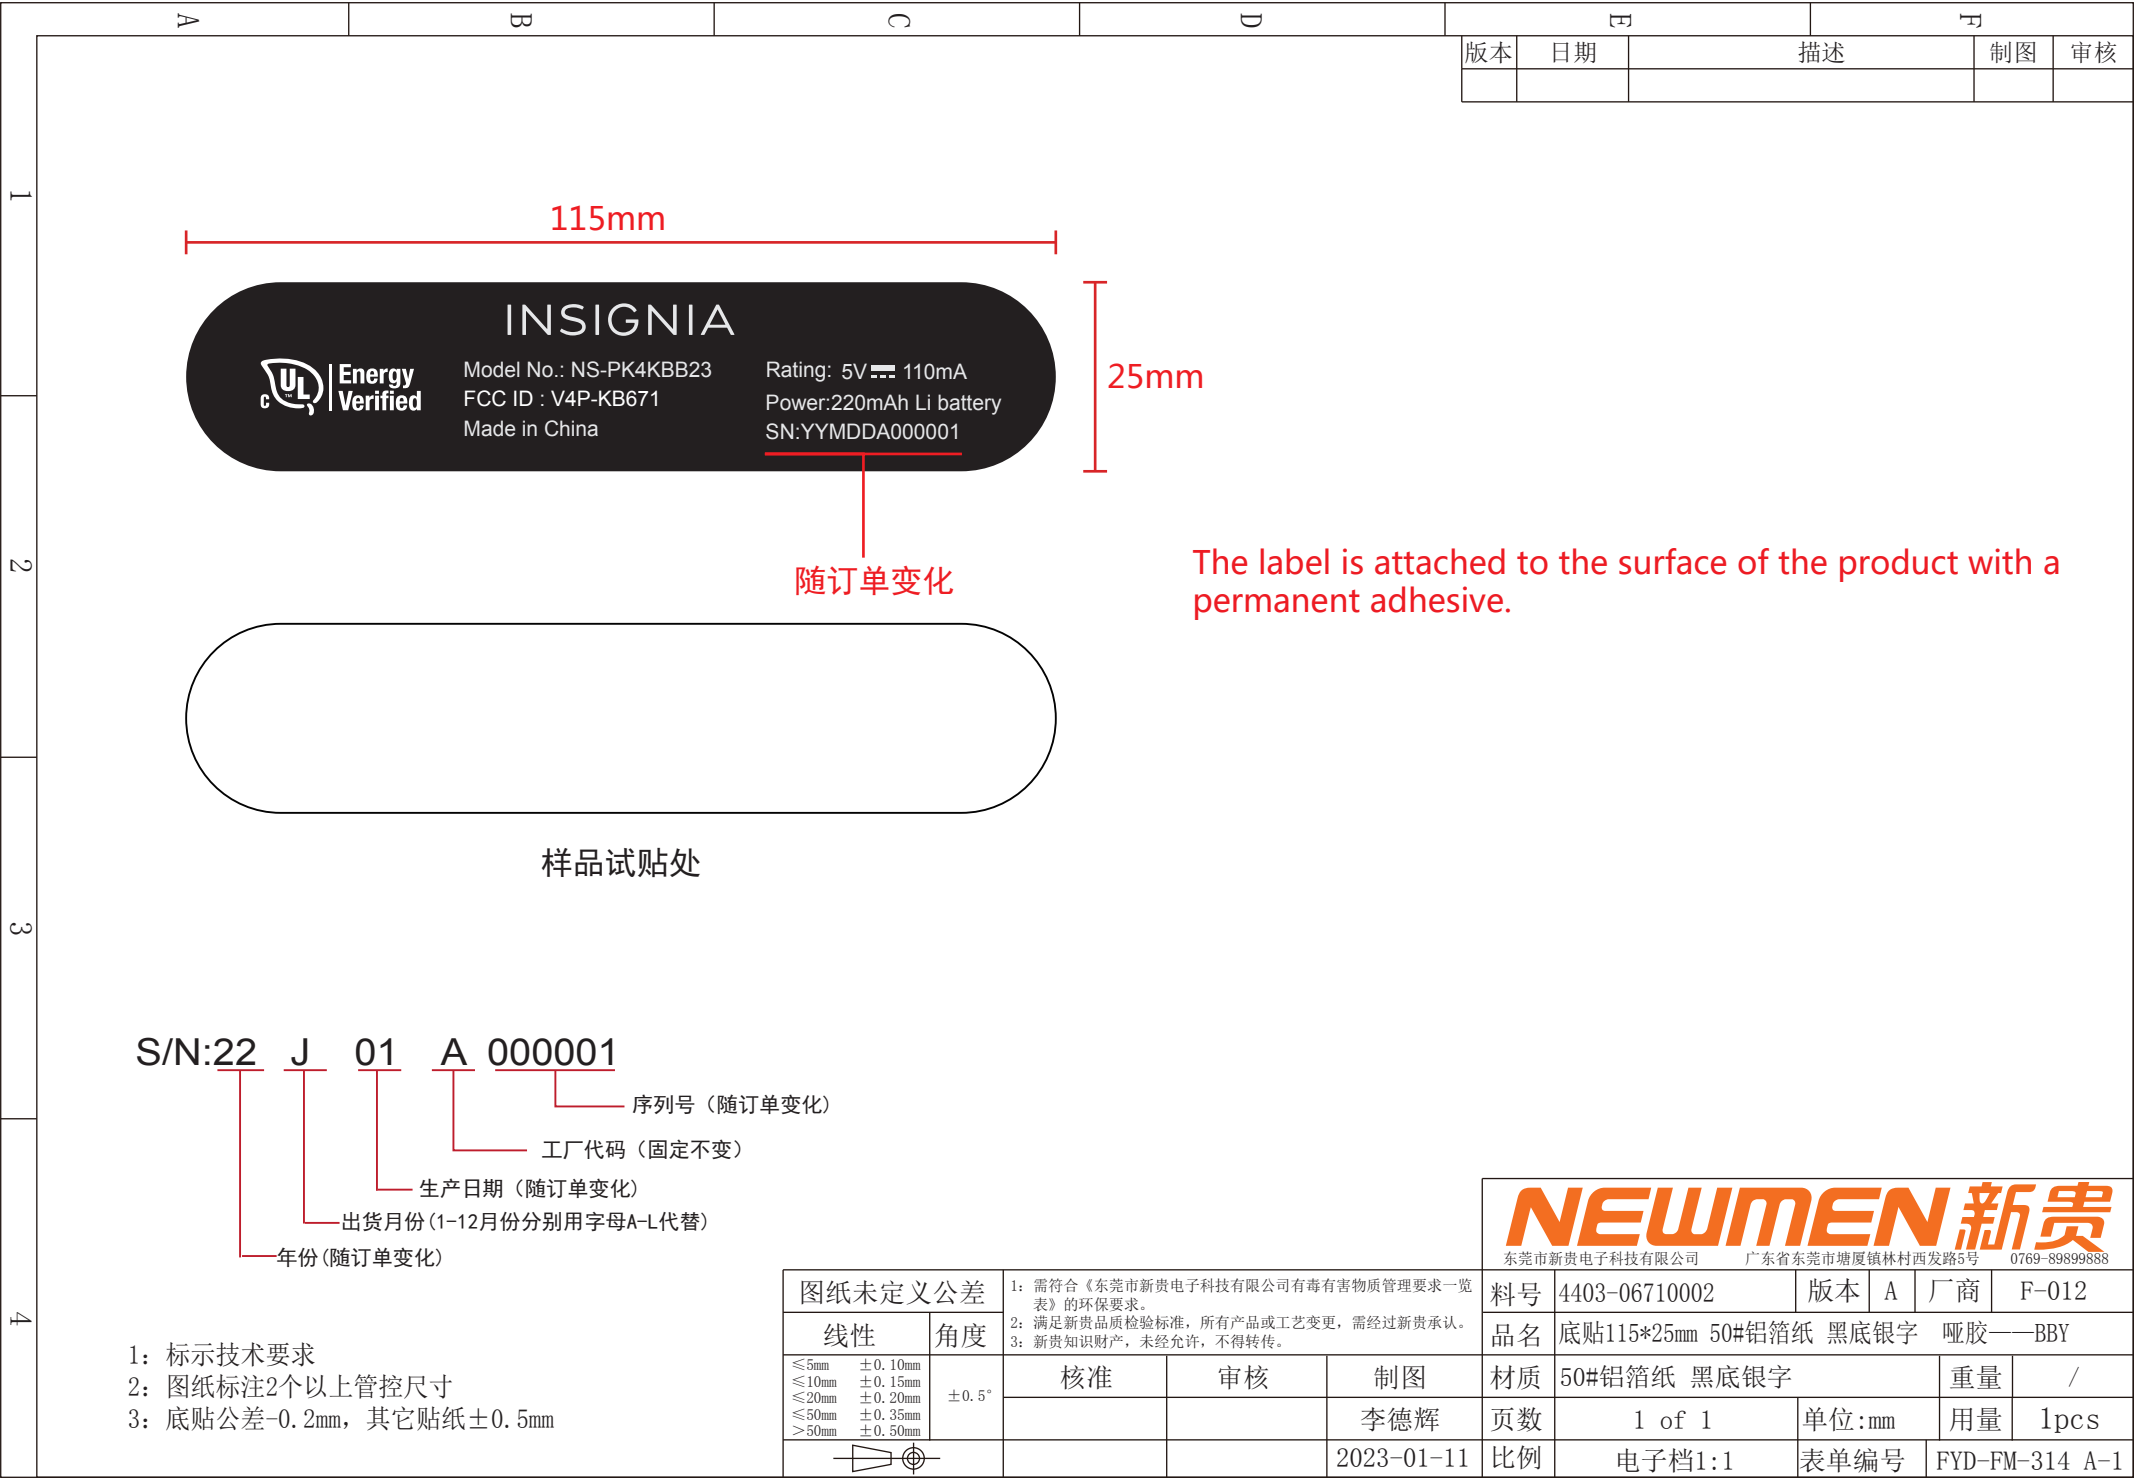 A B C D E F
版本 日期 描述 制图 审核
1
115mm
INSIGNIA
C UL ™ Energy Verified
Model No.: NS-PK4KBB23
FCC ID : V4P-KB671
Made in China
Rating: 5V 110mA
Power:220mAh Li battery
SN:YYMDDA000001
25mm
2
随订单变化
The label is attached to the surface of the product with a
permanent adhesive.
样品试贴处
3
S/N:22 J 01 A 000001
序列号（随订单变化）
工厂代码（固定不变）
生产日期（随订单变化）
出货月份(1-12月份分别用字母A-L代替）
年份(随订单变化）
4
1：标示技术要求
2：图纸标注2个以上管控尺寸
3：底贴公差-0.2mm，其它贴纸±0.5mm
NEWMEN新贵
东莞市新贵电子科技有限公司 广东省东莞市塘厦镇林村西发路5号 0769-89899888
图纸未定义公差
线性 角度
≤5mm ±0.10mm
≤10mm ±0.15mm
≤20mm ±0.20mm
≤50mm ±0.35mm
>50mm ±0.50mm
±0.5°
1：需符合《东莞市新贵电子科技有限公司有毒有害物质管理要求一览
表》的环保要求。
2：满足新贵品质检验标准，所有产品或工艺变更，需经过新贵承认。
3：新贵知识财产，未经允许，不得转传。
核准 审核 制图
李德辉
2023-01-11
料号 4403-06710002 版本 A 厂商 F-012
品名 底贴115*25mm 50#铝箔纸 黑底银字 哑胶——BBY
材质 50#铝箔纸 黑底银字 重量 /
页数 1 of 1 单位:mm 用量 1pcs
比例 电子档1:1 表单编号 FYD-FM-314 A-1